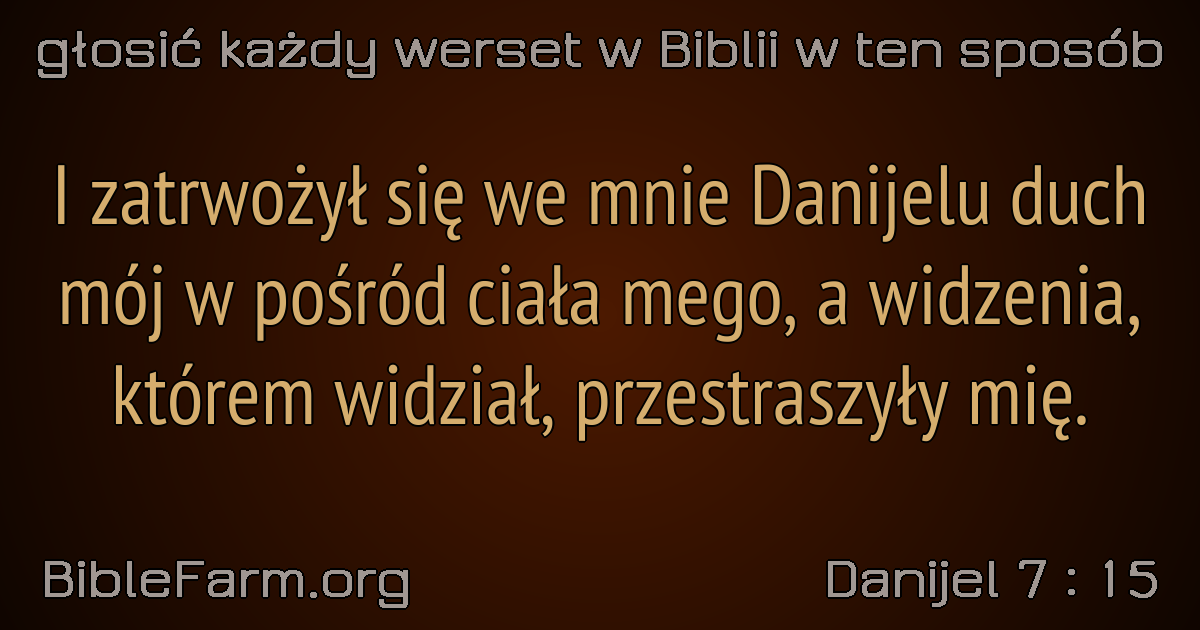 głosić każdy werset w Biblii w ten sposób
I zatrwożył się we mnie Danijelu duch
mój w pośród ciała mego, a widzenia,
którem widział, przestraszyły mię.
BibleFarm.org
Danijel 7 : 15